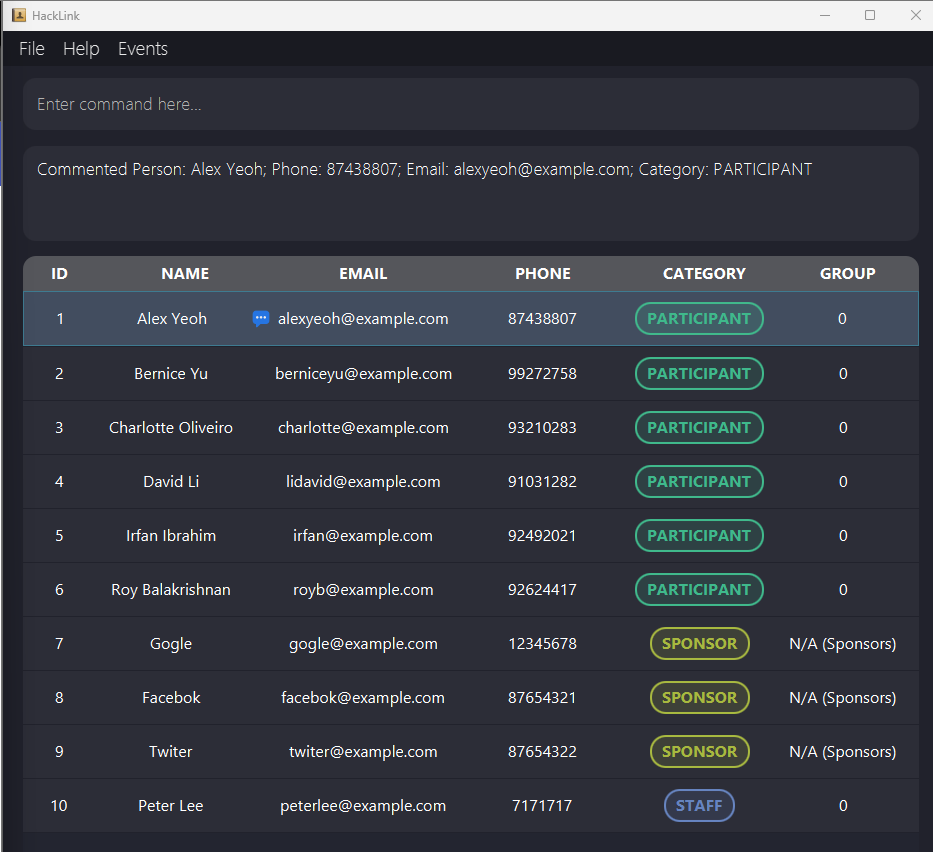 HackLink
File Help Events
Enter command here...
Commented Person: Alex Yeoh; Phone: 87438807; Email: alexyeoh@example.com; Category: PARTICIPANT
ID NAME EMAIL PHONE CATEGORY GROUP
1 Alex Yeoh alexyeoh@example.com 87438807 PARTICIPANT 0
2 Bernice Yu berniceyu@example.com 99272758 PARTICIPANT 0
3 Charlotte Oliveiro charlotte@example.com 93210283 PARTICIPANT 0
4 David Li lidavid@example.com 91031282 PARTICIPANT 0
5 Irfan Ibrahim irfan@example.com 92492021 PARTICIPANT 0
6 Roy Balakrishnan royb@example.com 92624417 PARTICIPANT 0
7 Gogle gogle@example.com 12345678 SPONSOR N/A (Sponsors)
8 Facebok facebok@example.com 87654321 SPONSOR N/A (Sponsors)
9 Twiter twiter@example.com 87654322 SPONSOR N/A (Sponsors)
10 Peter Lee peterlee@example.com 7171717 STAFF 0